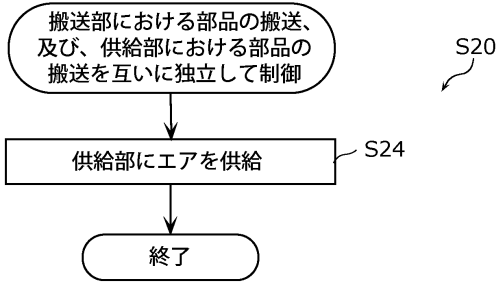 搬送部における部品の搬送、
及び、供給部における部品の
搬送を互いに独立して制御
S20
供給部にエアを供給
S24
終了